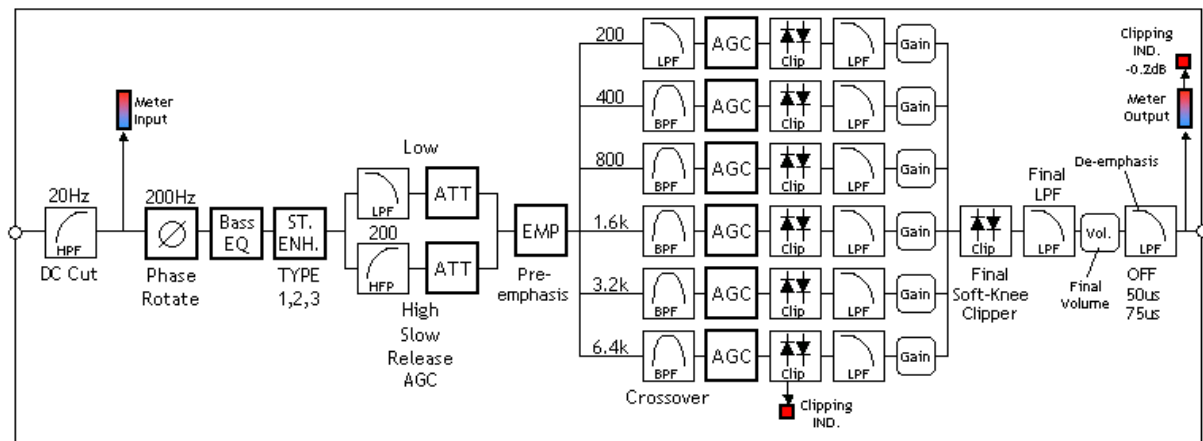 Meter
Input
20Hz
HPF
DC Cut
200Hz
Phase
Rotate
Bass
EQ
ST.
ENH.
TYPE
1,2,3
Low
LPF
ATT
200
HFP
ATT
High
Slow
Release
AGC
EMP
Pre-
emphasis
200
LPF
AGC
Clip
LPF
Gain
400
BPF
AGC
Clip
LPF
Gain
800
BPF
AGC
Clip
LPF
Gain
1.6k
BPF
AGC
Clip
LPF
Gain
3.2k
BPF
AGC
Clip
LPF
Gain
6.4k
BPF
AGC
Clip
LPF
Gain
Crossover
Clipping
IND.
Clip
Final
Soft-Knee
Clipper
Final
LPF
LPF
Vol.
Final
Volume
De-emphasis
LPF
OFF
50us
75us
Clipping
IND.
-0.2dB
Meter
Output